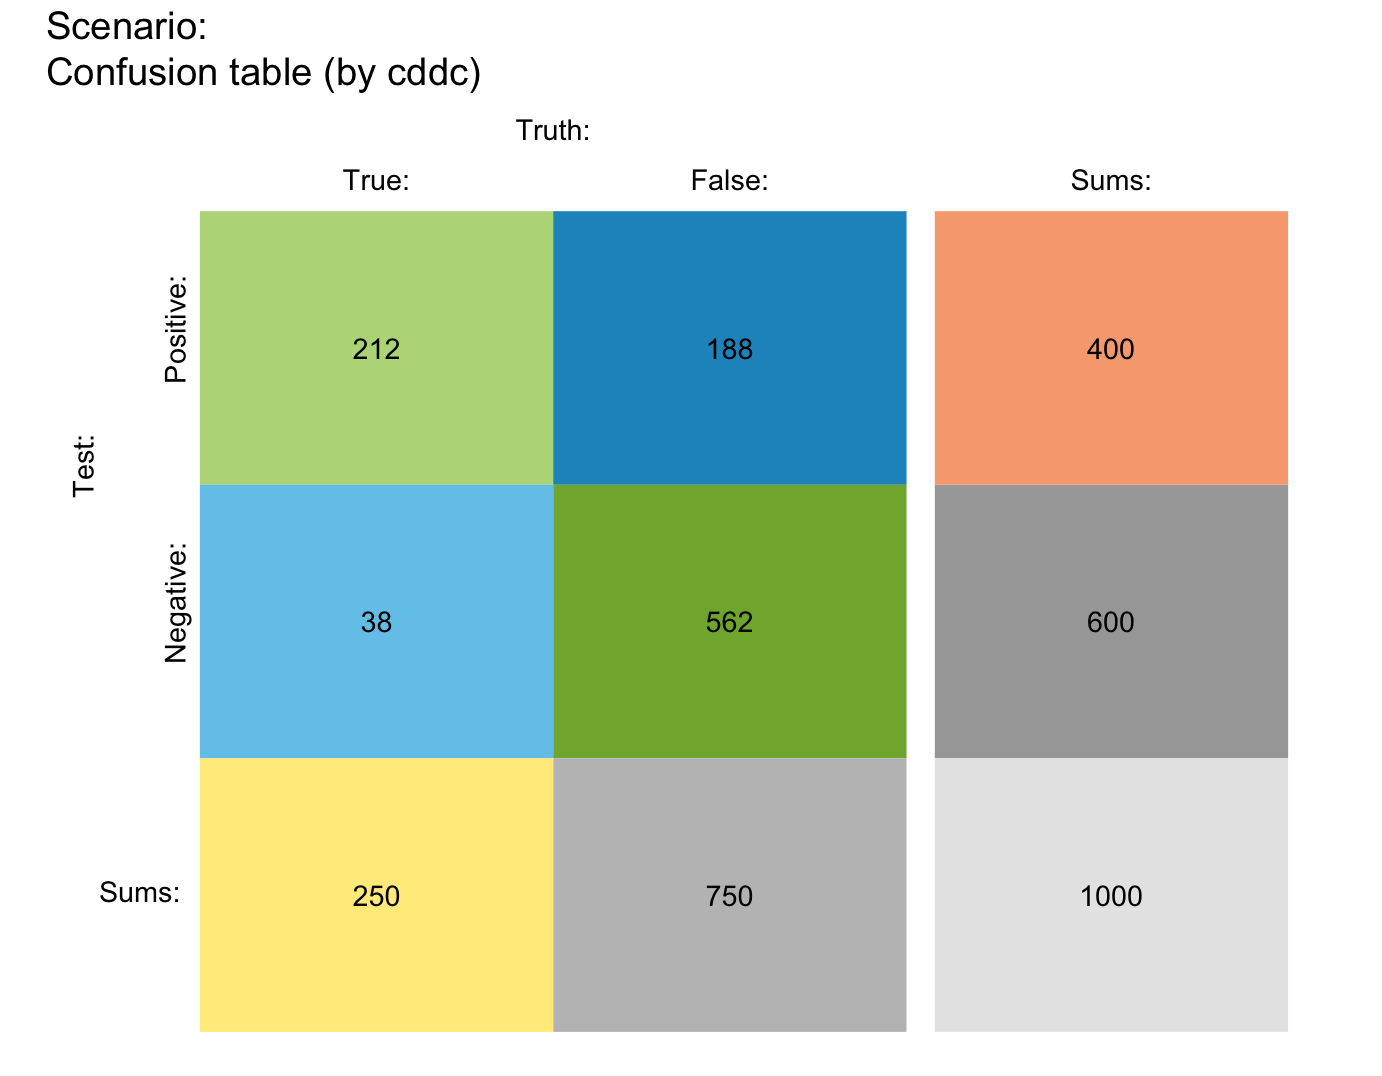 Scenario:
Confusion table (by cddc)
Truth:
True: False: Sums:
Test:
Positive: 212 188 400
Negative: 38 562 600
Sums: 250 750 1000